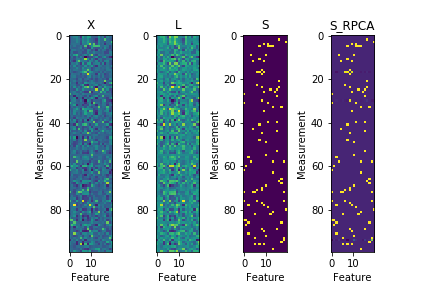 X L S S_RPCA
0 0 0 0
20 20 20 20
40 40 40 40
60 60 60 60
80 80 80 80
Measurement Measurement Measurement Measurement
0 10 0 10 0 10 0 10
Feature Feature Feature Feature